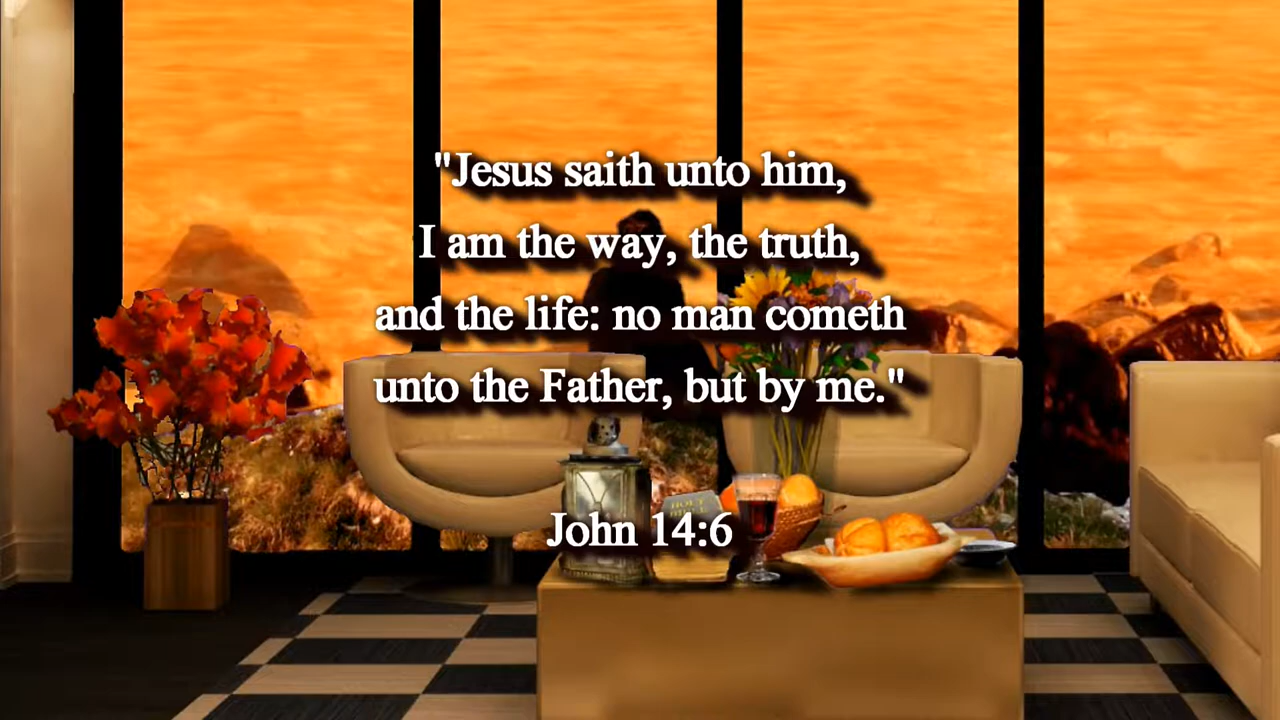 "Jesus saith unto him,
I am the way, the truth,
and the life: no man cometh
unto the Father, but by me."
HOLY
John 14:6